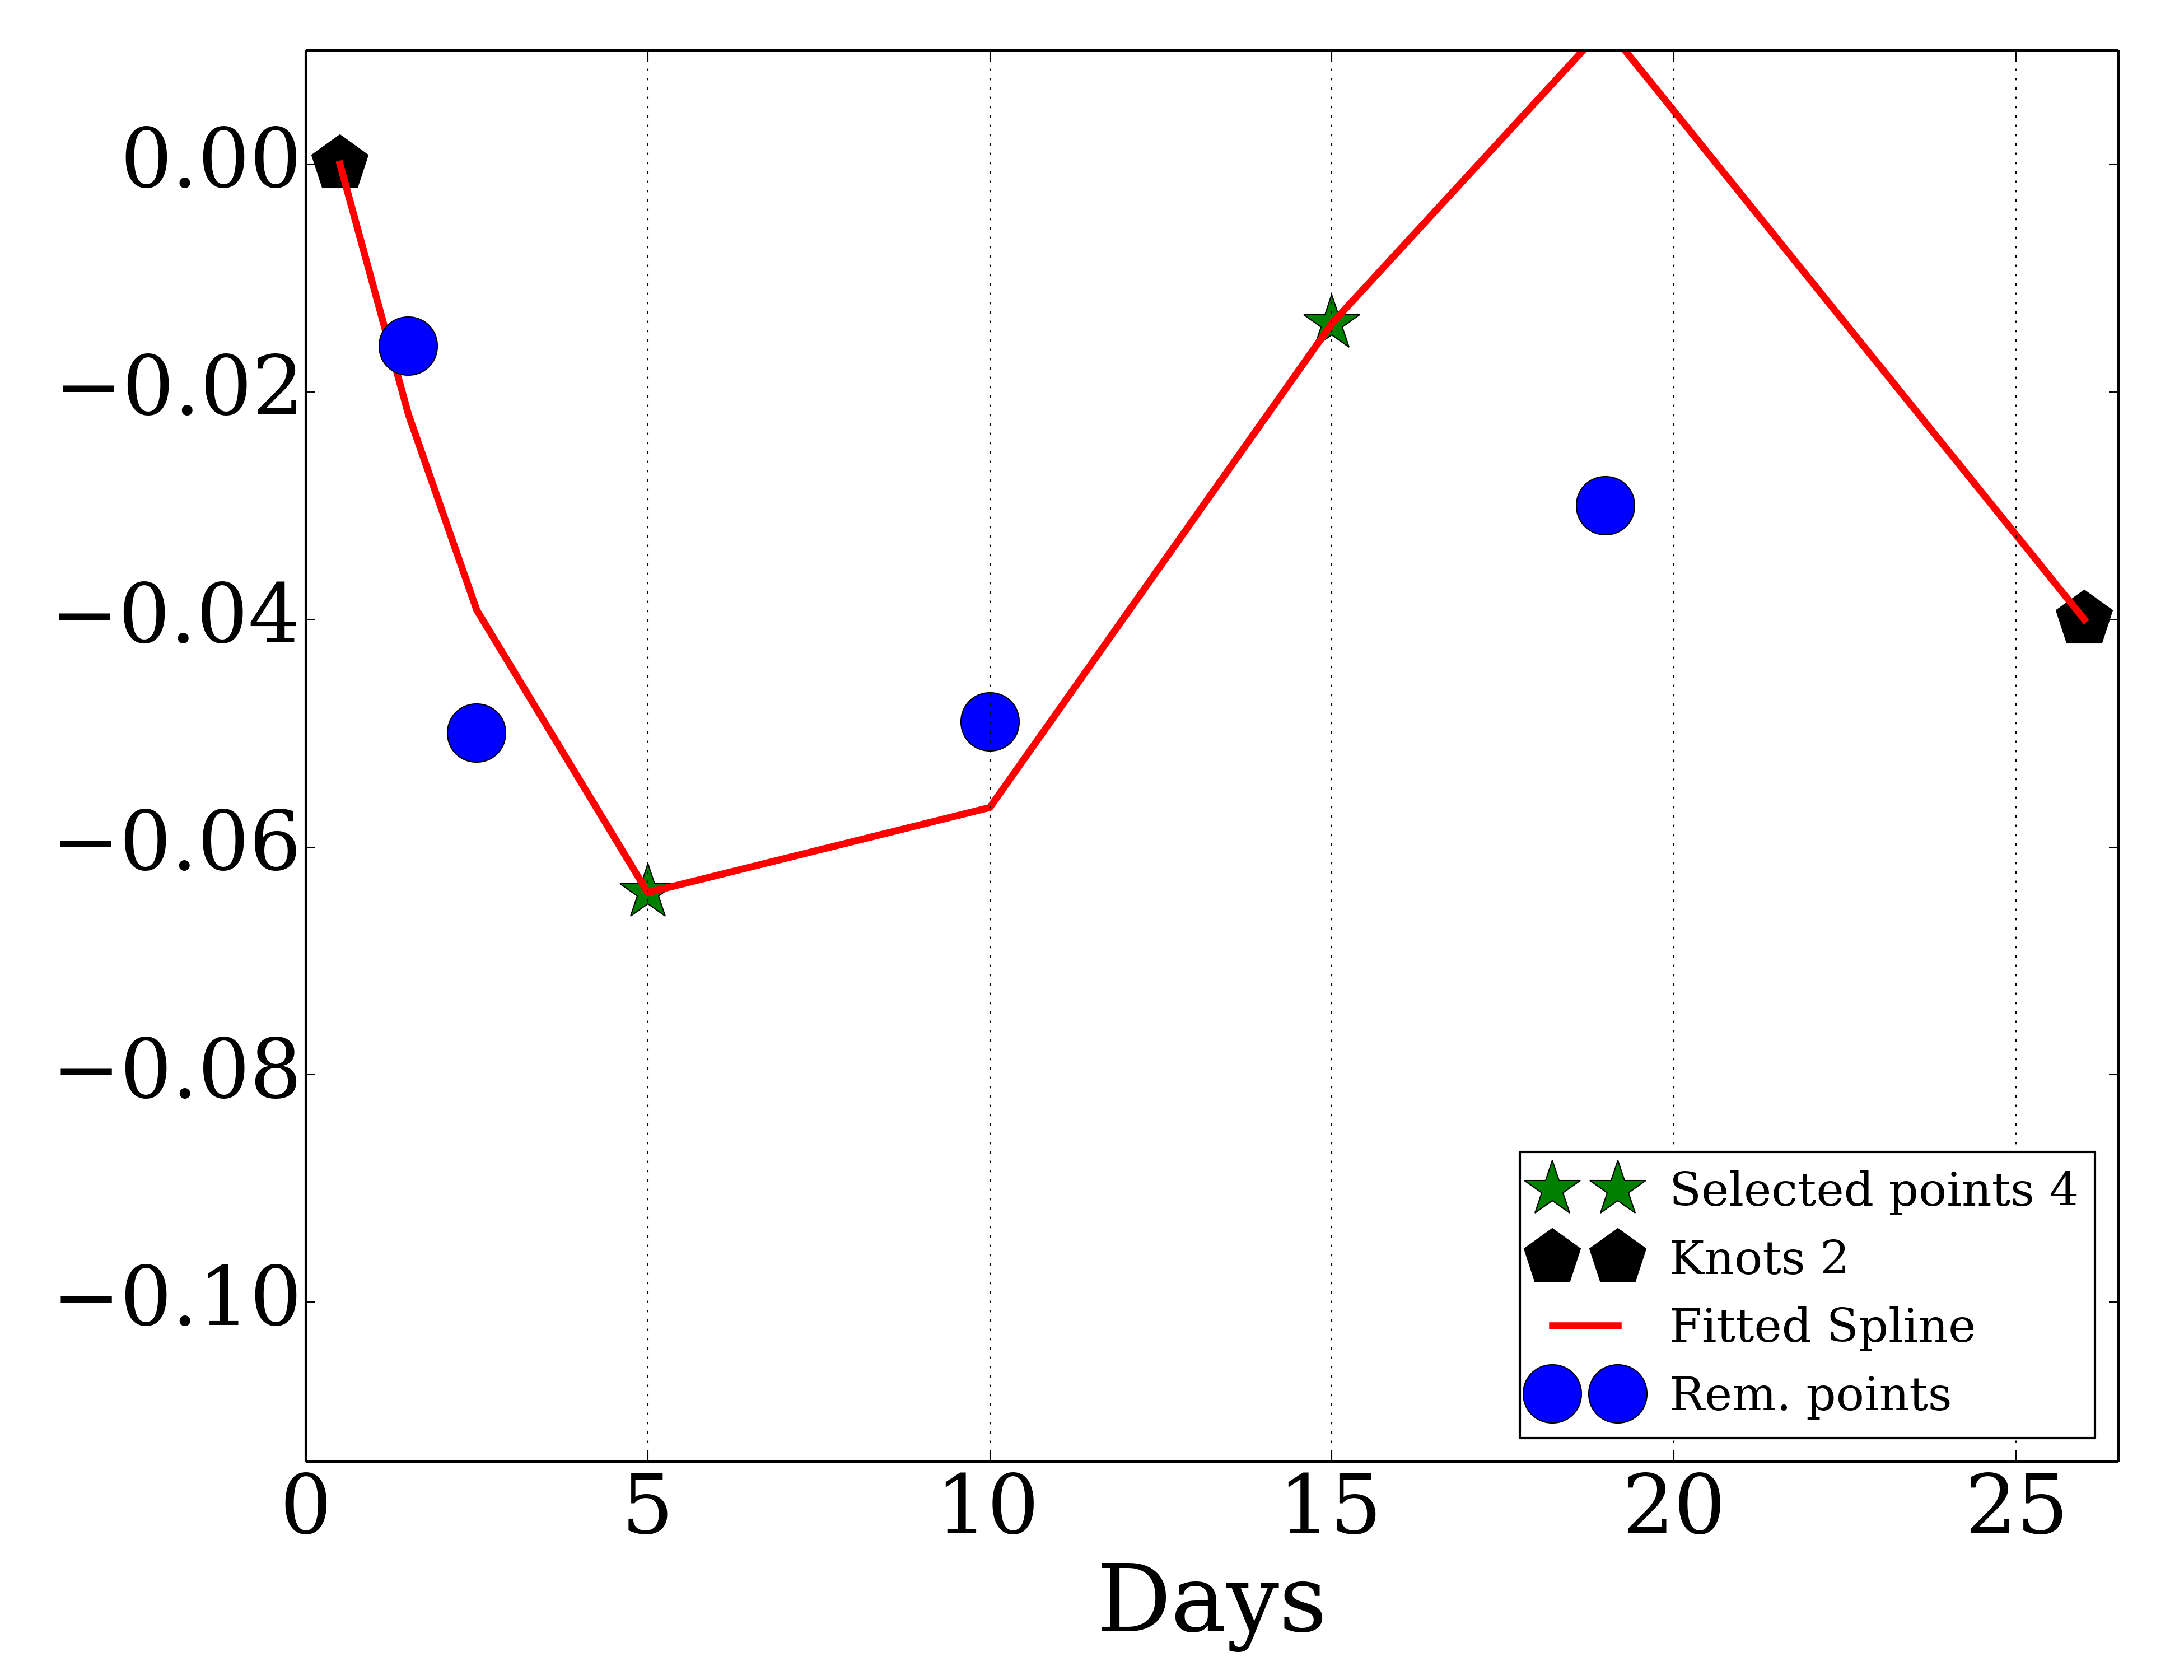 0.00
−0.02
−0.04
−0.06
−0.08
−0.10
0 5 10 15 20 25
Days
Selected points 4
Knots 2
Fitted Spline
Rem. points